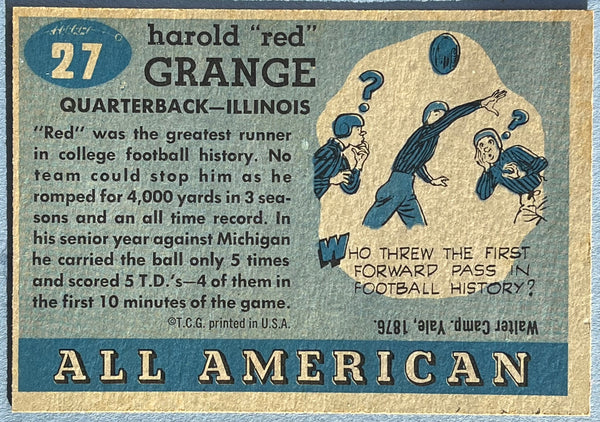 27
harold "red"
GRANGE
QUARTERBACK—ILLINOIS
"Red" was the greatest runner
in college football history. No
team could stop him as he
romped for 4,000 yards in 3 sea-
sons and an all time record. In
his senior year against Michigan
he carried the ball only 5 times
and scored 5 T.D.'s—4 of them in
the first 10 minutes of the game.
©T.C.G. printed in U.S.A.
?
?
WHO THREW THE FIRST
FORWARD PASS IN
FOOTBALL HISTORY?
Walter Camp. Yale, 1876.
ALL AMERICAN